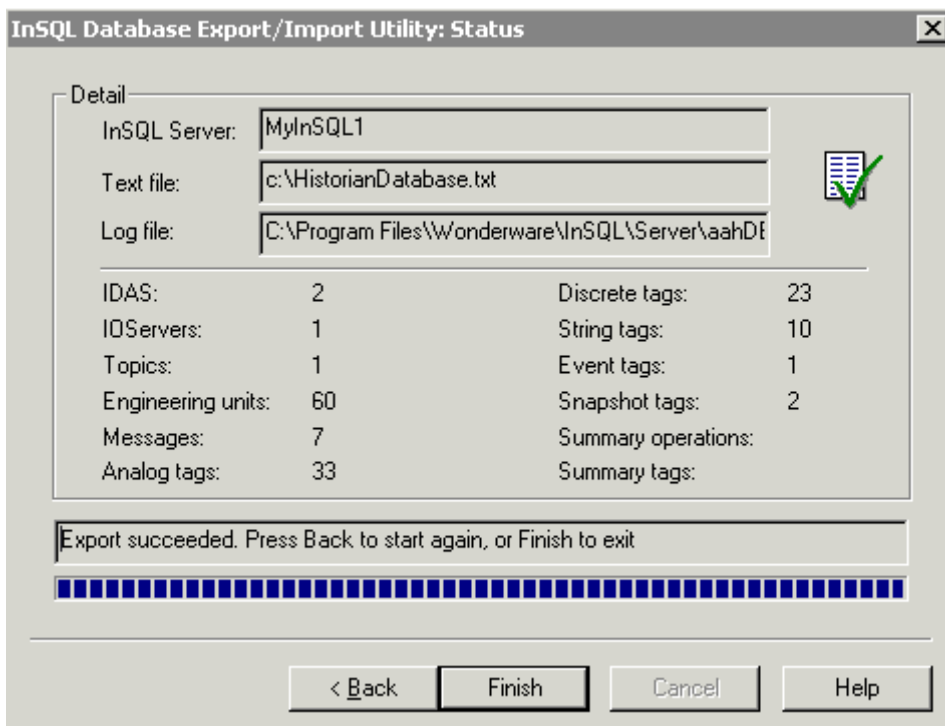 InSQL Database Export/Import Utility: Status
Detail
InSQL Server: MyInSQL1
Text file: c:\HistorianDatabase.txt
Log file: C:\Program Files\Wonderware\InSQL\Server\aahDE
IDAS: 2 Discrete tags: 23
IOServers: 1 String tags: 10
Topics: 1 Event tags: 1
Engineering units: 60 Snapshot tags: 2
Messages: 7 Summary operations:
Analog tags: 33 Summary tags:
Export succeeded. Press Back to start again, or Finish to exit
< Back Finish Cancel Help